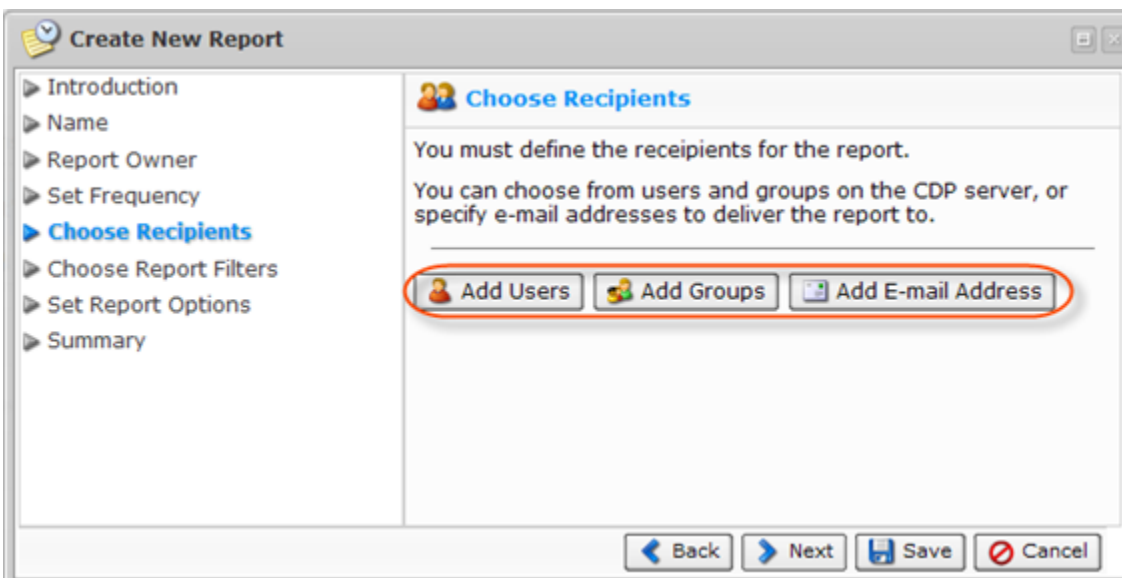 Create New Report
Introduction
Name
Report Owner
Set Frequency
Choose Recipients
Choose Report Filters
Set Report Options
Summary
Choose Recipients
You must define the receipients for the report.
You can choose from users and groups on the CDP server, or
specify e-mail addresses to deliver the report to.
Add Users Add Groups Add E-mail Address
Back Next Save Cancel